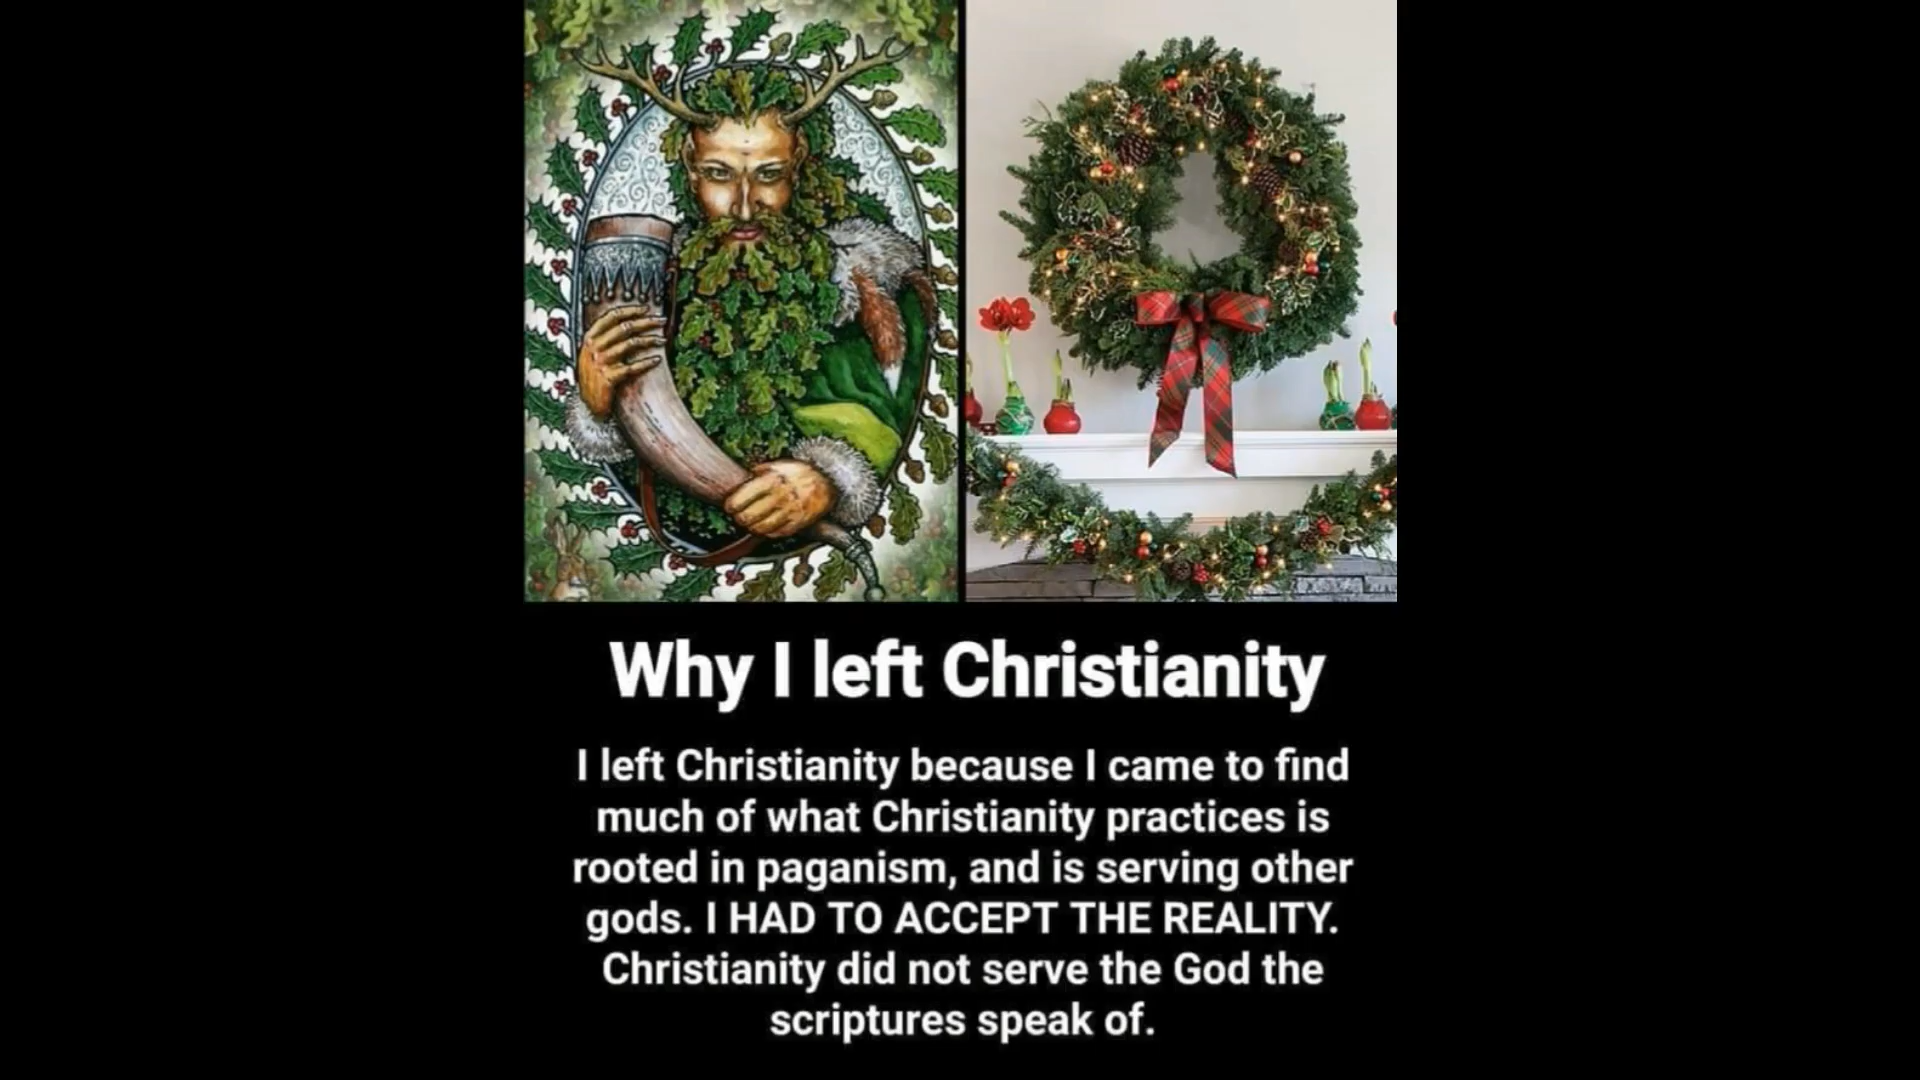 Why I left Christianity
I left Christianity because I came to find
much of what Christianity practices is
rooted in paganism, and is serving other
gods. I HAD TO ACCEPT THE REALITY.
Christianity did not serve the God the
scriptures speak of.